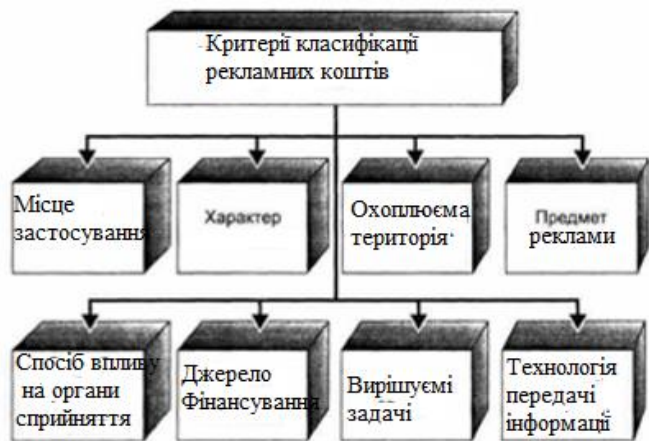 Критерії класифікації
рекламних коштів
Місце
застосування
Характер
Охоплюєма
територія
Предмет
реклами
Спосіб впливу
на органи
сприйняття
Джерело
Фінансування
Вирішуємі
задачі
Технологія
передачі
інформації